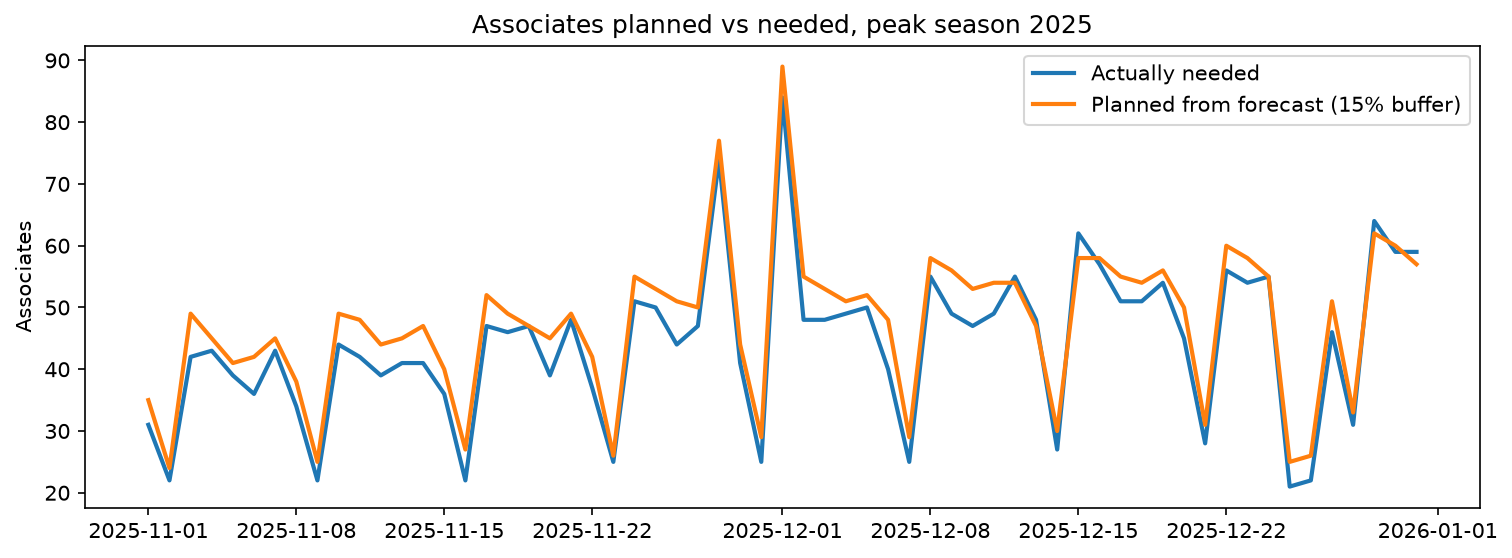 Associates planned vs needed, peak season 2025
Actually needed
Planned from forecast (15% buffer)
Associates
90
80
70
60
50
40
30
20
2025-11-01 2025-11-08 2025-11-15 2025-11-22 2025-12-01 2025-12-08 2025-12-15 2025-12-22 2026-01-01